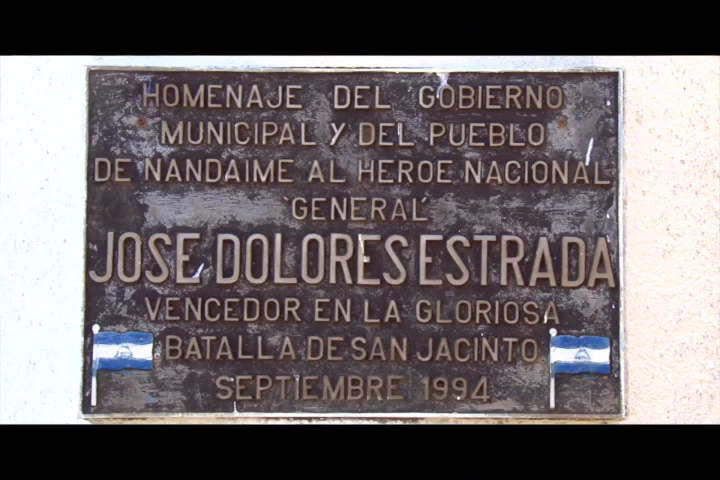 HOMENAJE DEL GOBIERNO
MUNICIPAL Y DEL PUEBLO
DE NANDAIME AL HEROE NACIONAL
"GENERAL"
JOSE DOLORES ESTRADA
VENCEDOR EN LA GLORIOSA
BATALLA DE SAN JACINTO
SEPTIEMBRE 1994